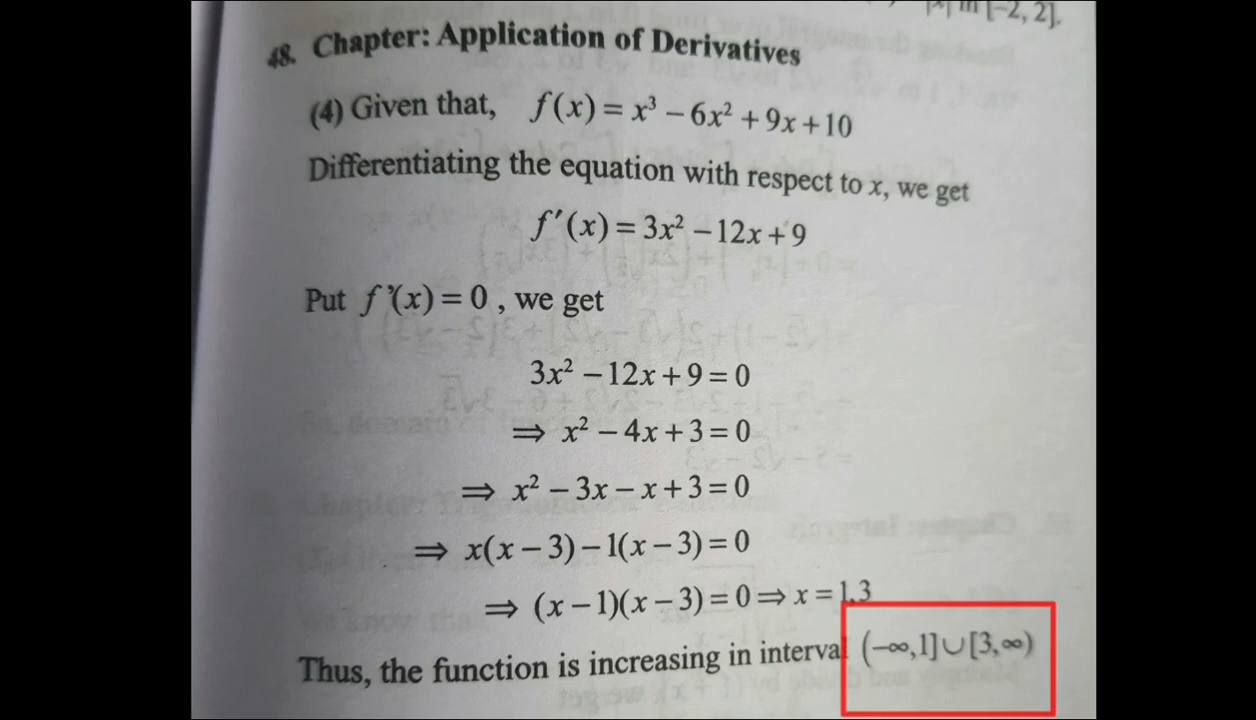 |x| in [–2, 2].
48. Chapter: Application of Derivatives
(4) Given that, f(x) = x³ – 6x² + 9x + 10
Differentiating the equation with respect to x, we get
f′(x) = 3x² – 12x + 9
Put f’(x) = 0 , we get
3x² – 12x + 9 = 0
⇒ x² – 4x + 3 = 0
⇒ x² – 3x – x + 3 = 0
⇒ x(x – 3) – 1(x – 3) = 0
⇒ (x – 1)(x – 3) = 0 ⇒ x = 1,3
Thus, the function is increasing in interval (–∞,1]∪[3,∞)